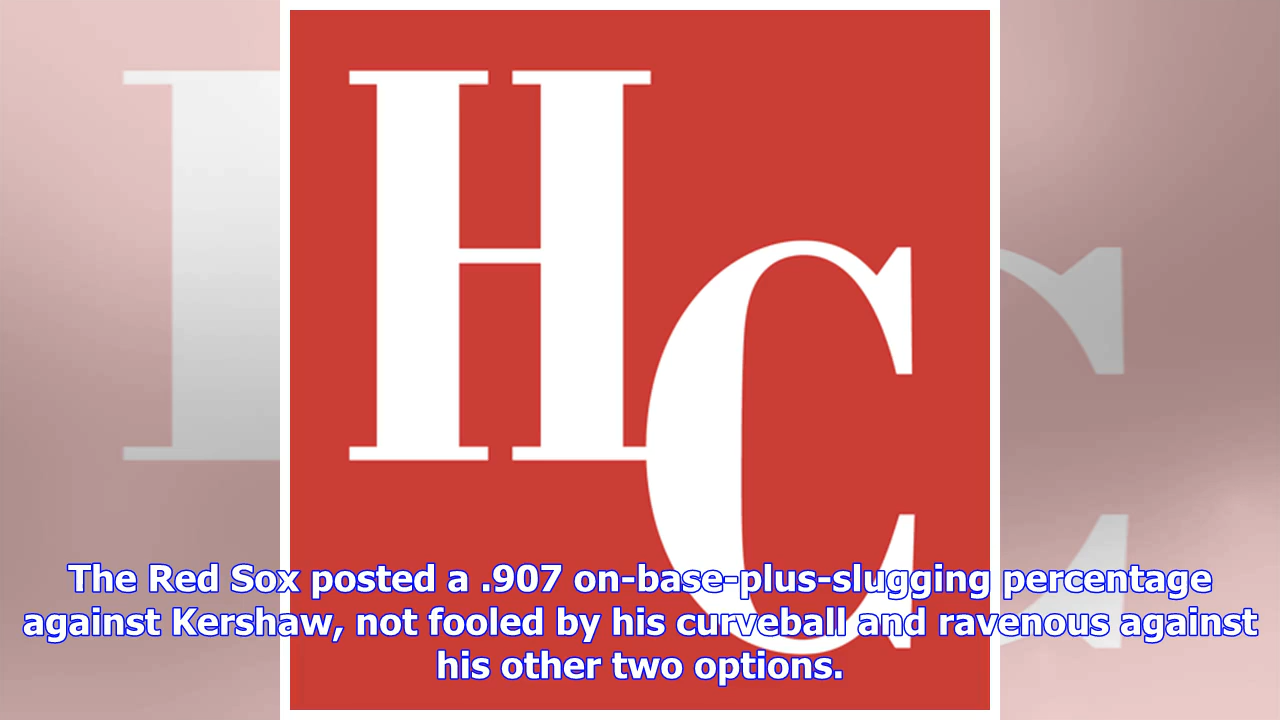 HC
The Red Sox posted a .907 on-base-plus-slugging percentage
against Kershaw, not fooled by his curveball and ravenous against
his other two options.